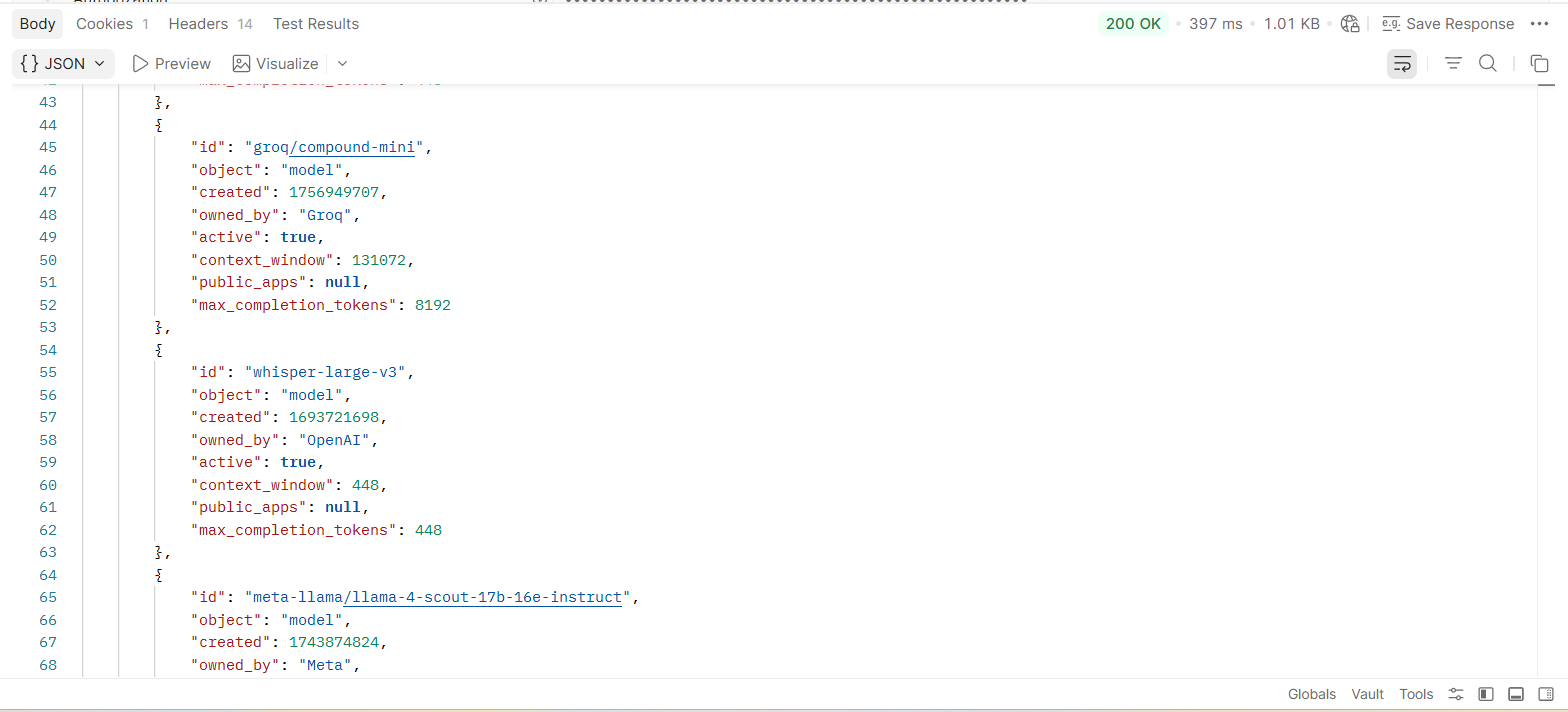 Body Cookies 1 Headers 14 Test Results 200 OK • 397 ms • 1.01 KB • e.g. Save Response
{} JSON Preview Visualize
43 },
44 {
45 "id": "groq/compound-mini",
46 "object": "model",
47 "created": 1756949707,
48 "owned_by": "Groq",
49 "active": true,
50 "context_window": 131072,
51 "public_apps": null,
52 "max_completion_tokens": 8192
53 },
54 {
55 "id": "whisper-large-v3",
56 "object": "model",
57 "created": 1693721698,
58 "owned_by": "OpenAI",
59 "active": true,
60 "context_window": 448,
61 "public_apps": null,
62 "max_completion_tokens": 448
63 },
64 {
65 "id": "meta-llama/llama-4-scout-17b-16e-instruct",
66 "object": "model",
67 "created": 1743874824,
68 "owned_by": "Meta",
Globals Vault Tools